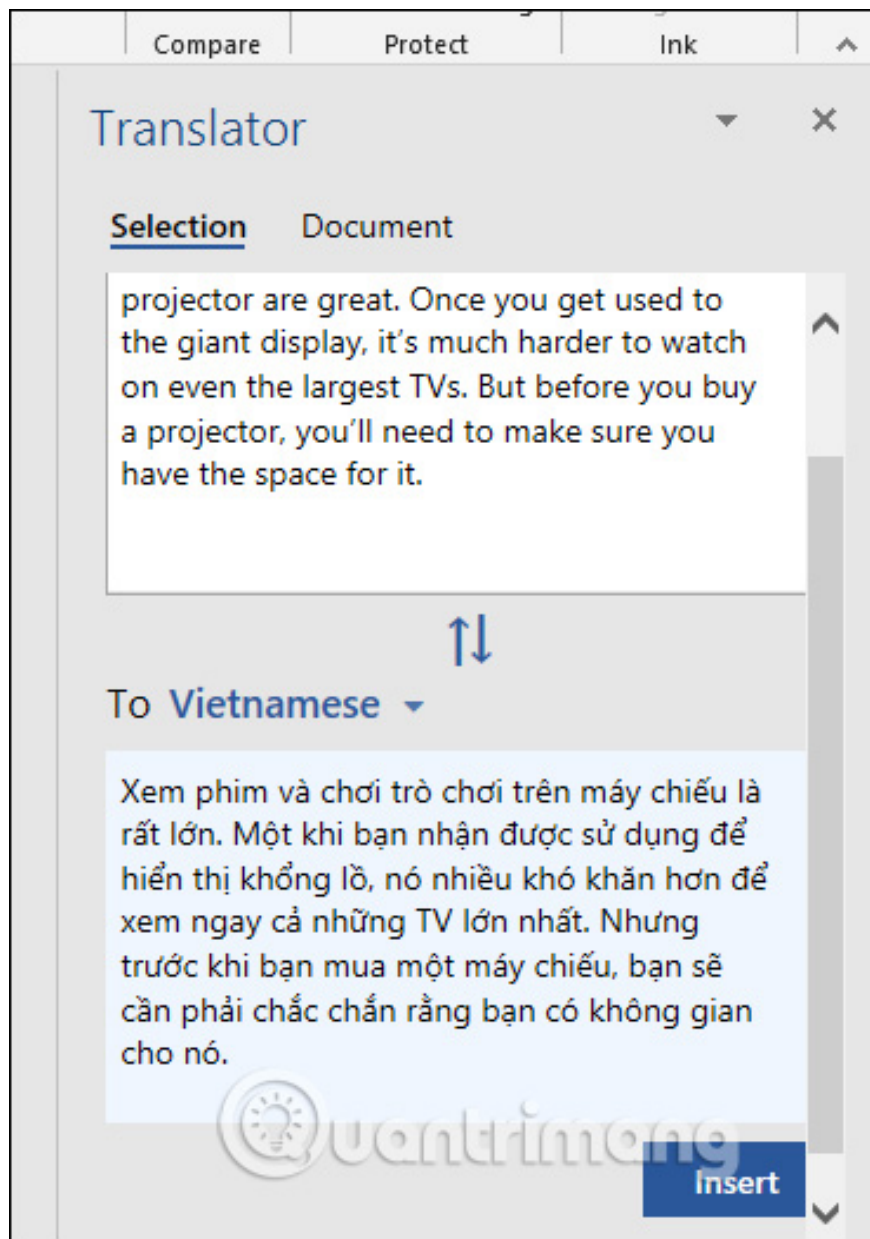 Compare Protect Ink
Translator
Selection Document
projector are great. Once you get used to
the giant display, it’s much harder to watch
on even the largest TVs. But before you buy
a projector, you’ll need to make sure you
have the space for it.
To Vietnamese
Xem phim và chơi trò chơi trên máy chiếu là
rất lớn. Một khi bạn nhận được sử dụng để
hiển thị khổng lồ, nó nhiều khó khăn hơn để
xem ngay cả những TV lớn nhất. Nhưng
trước khi bạn mua một máy chiếu, bạn sẽ
cần phải chắc chắn rằng bạn có không gian
cho nó.
Quantrimang
Insert